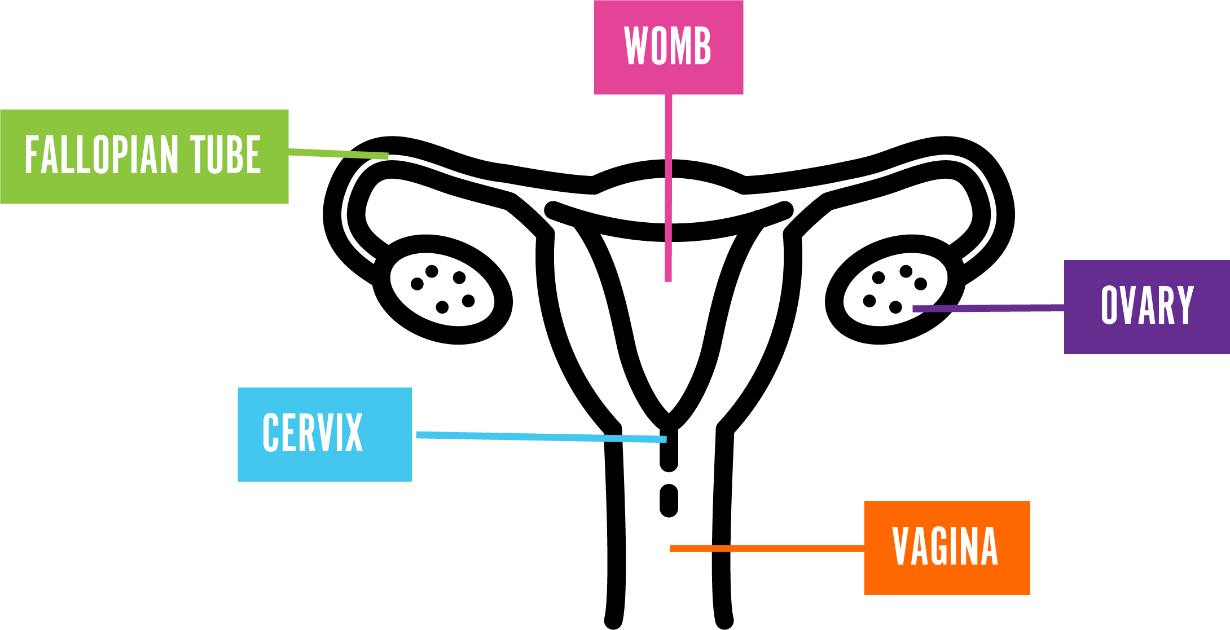 WOMB
FALLOPIAN TUBE
OVARY
CERVIX
VAGINA